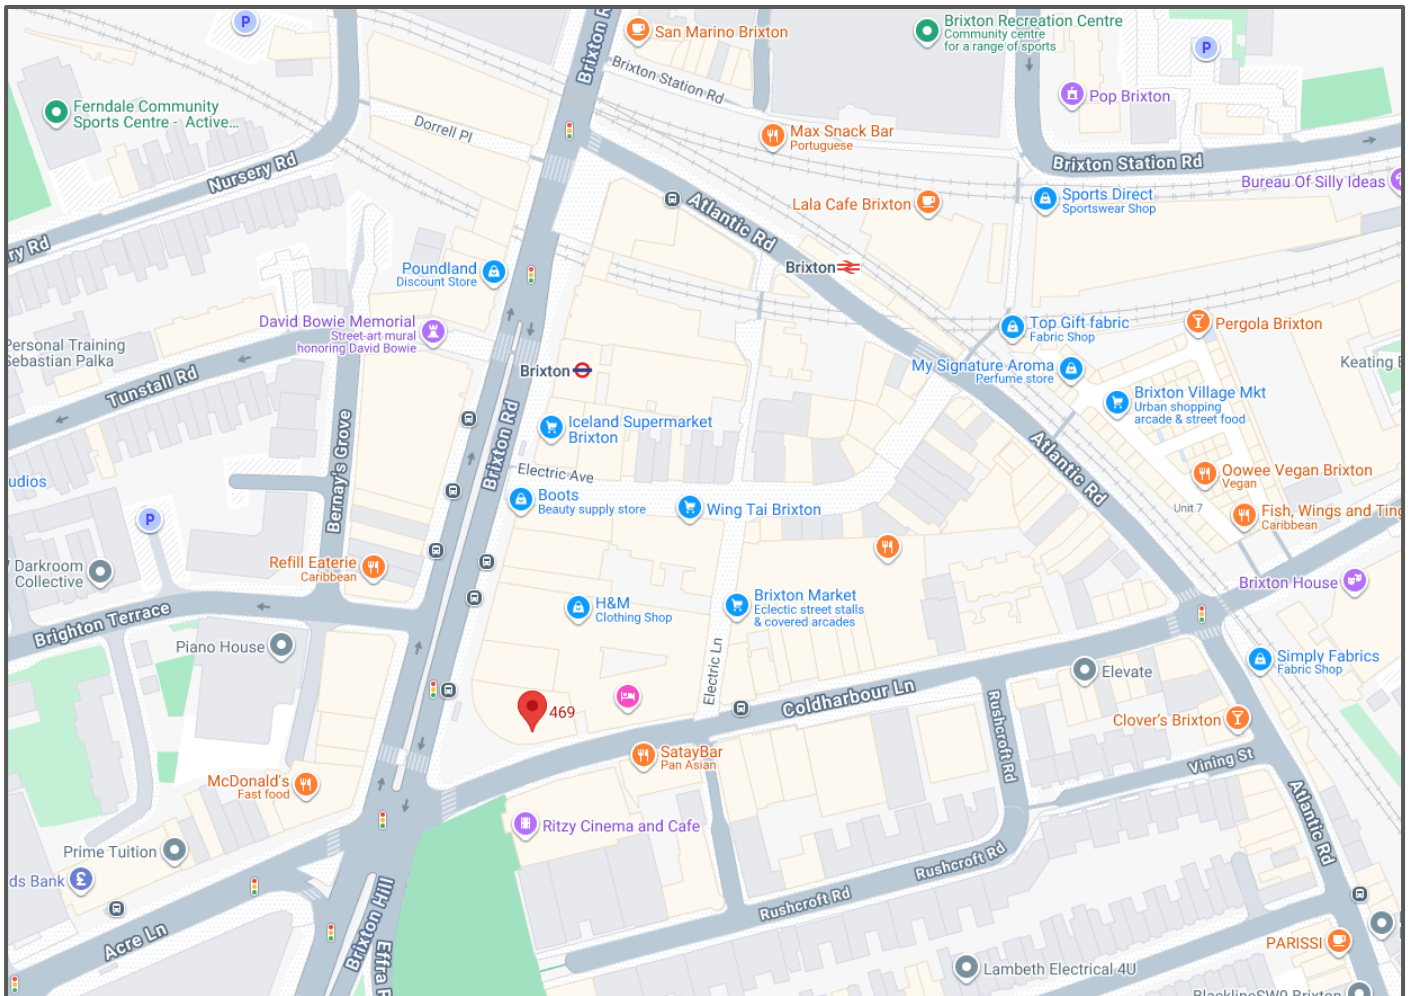 P
San Marino Brixton
Brixton Recreation Centre
Community centre
for a range of sports
P
Brixton R
Brixton Station Rd
Pop Brixton
Ferndale Community
Sports Centre - Active...
Dorrell Pl
Max Snack Bar
Portuguese
Brixton Station Rd
Nursery Rd
Bureau Of Silly Ideas
Sports Direct
Sportswear Shop
Lala Cafe Brixton
Atlantic Rd
ry Rd
Poundland
Discount Store
Brixton
David Bowie Memorial
Street-art mural
honoring David Bowie
Top Gift fabric
Fabric Shop
Pergola Brixton
Personal Training
Sebastian Palka
Keating E
My Signature Aroma
Perfume store
Brixton
Tunstall Rd
Brixton Village Mkt
Urban shopping
arcade & street food
Iceland Supermarket
Brixton
Brixton Rd
Bernay's Grove
Atlantic Rd
Electric Ave
Oowee Vegan Brixton
Vegan
udios
Boots
Beauty supply store
Wing Tai Brixton
Unit 7
Fish, Wings and Ting
Caribbean
P
Refill Eaterie
Caribbean
Darkroom
Collective
Brixton House
Brixton Market
Eclectic street stalls
& covered arcades
H&M
Clothing Shop
Brighton Terrace
Piano House
Electric Ln
Simply Fabrics
Fabric Shop
Elevate
Coldharbour Ln
469
Rushcroft Rd
Clover's Brixton
SatayBar
Pan Asian
Vining St
McDonald's
Fast food
Atlantic Rd
Ritzy Cinema and Cafe
Prime Tuition
Rushcroft Rd
ds Bank
£
Rushcroft Rd
Brixton Hill
Acre Ln
Effra R
PARISSI
Lambeth Electrical 4U
BlacklineSW9 Brixton